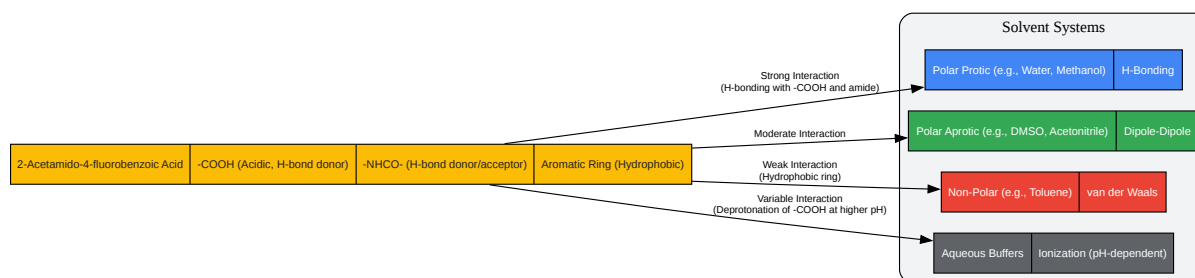 Solvent Systems
Polar Protic (e.g., Water, Methanol) H-Bonding
Strong Interaction
(H-bonding with -COOH and amide)
Polar Aprotic (e.g., DMSO, Acetonitrile) Dipole-Dipole
Moderate Interaction
2-Acetamido-4-fluorobenzoic Acid -COOH (Acidic, H-bond donor) -NHCO- (H-bond donor/acceptor) Aromatic Ring (Hydrophobic)
Weak Interaction
(Hydrophobic ring)
Non-Polar (e.g., Toluene) van der Waals
Variable Interaction
(Deprotonation of -COOH at higher pH)
Aqueous Buffers Ionization (pH-dependent)